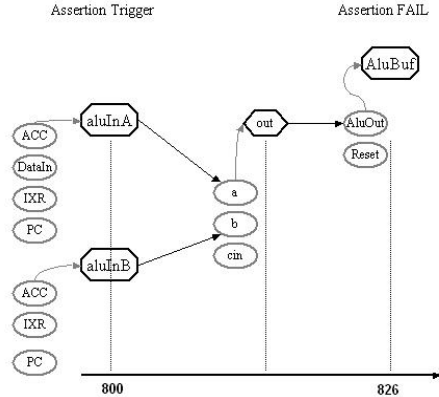 Assertion Trigger
Assertion FAIL
AluBuf
aluInA
out
AluOut
ACC
DataIn
IXR
PC
Reset
a
b
cin
aluInB
ACC
IXR
PC
800
826